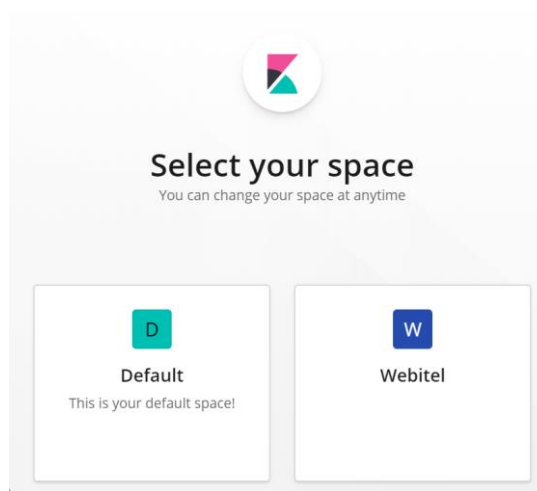 Select your space
You can change your space at anytime
D
Default
This is your default space!
W
Webitel